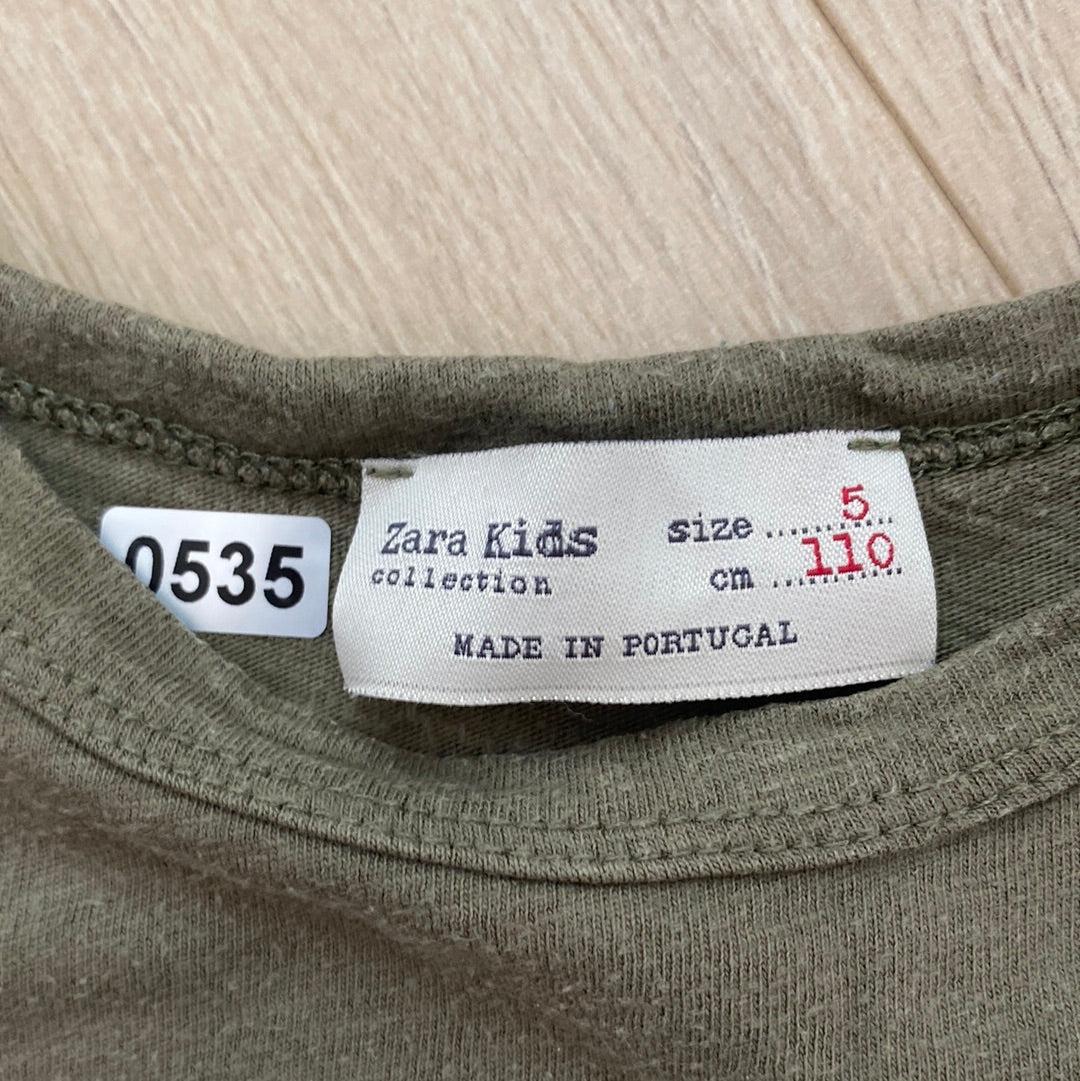 0535
Zara Kids
collection
size 5
cm 110
MADE IN PORTUGAL